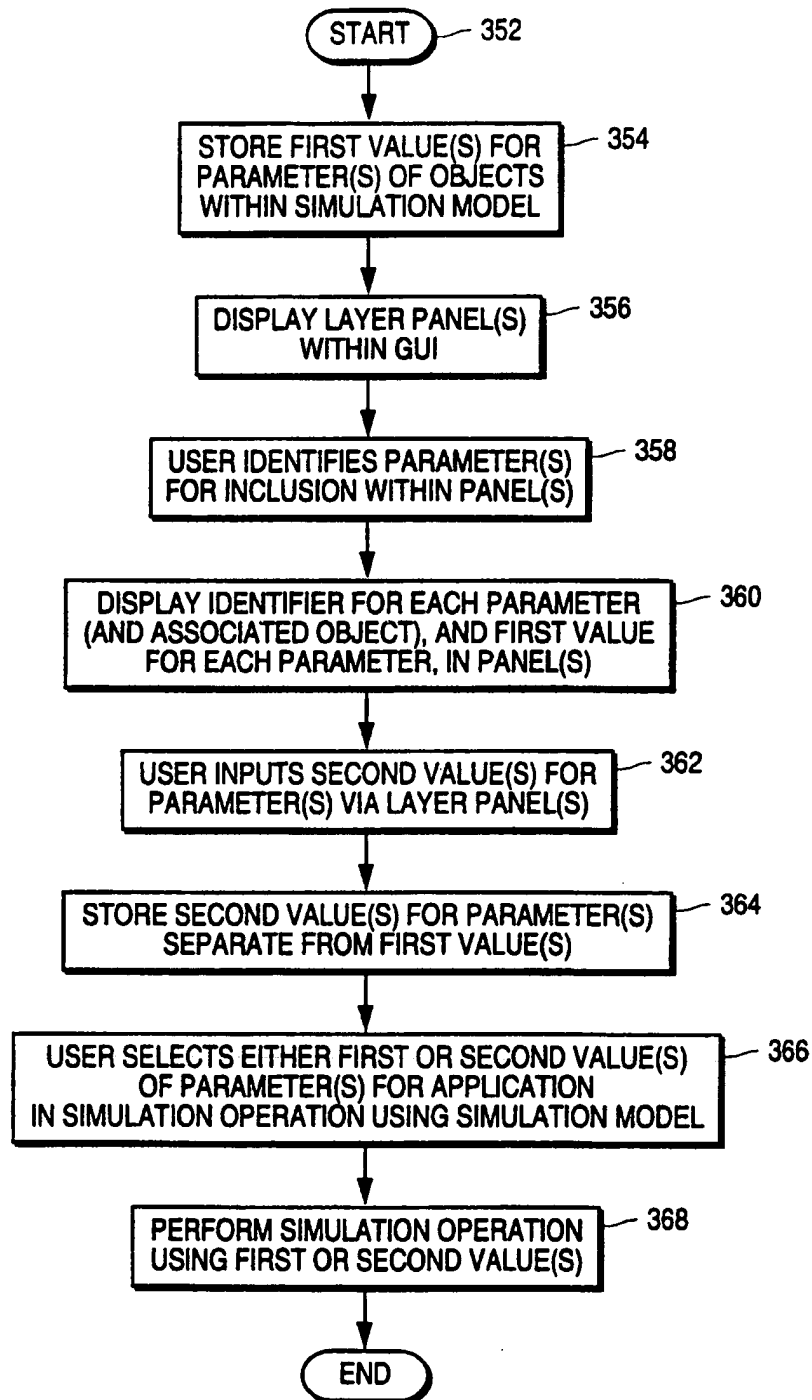 START
352
STORE FIRST VALUE(S) FOR
PARAMETER(S) OF OBJECTS
WITHIN SIMULATION MODEL
354
DISPLAY LAYER PANEL(S)
WITHIN GUI
356
USER IDENTIFIES PARAMETER(S)
FOR INCLUSION WITHIN PANEL(S)
358
DISPLAY IDENTIFIER FOR EACH PARAMETER
(AND ASSOCIATED OBJECT), AND FIRST VALUE
FOR EACH PARAMETER, IN PANEL(S)
360
USER INPUTS SECOND VALUE(S) FOR
PARAMETER(S) VIA LAYER PANEL(S)
362
STORE SECOND VALUE(S) FOR PARAMETER(S)
SEPARATE FROM FIRST VALUE(S)
364
USER SELECTS EITHER FIRST OR SECOND VALUE(S)
OF PARAMETER(S) FOR APPLICATION
IN SIMULATION OPERATION USING SIMULATION MODEL
366
PERFORM SIMULATION OPERATION
USING FIRST OR SECOND VALUE(S)
368
END